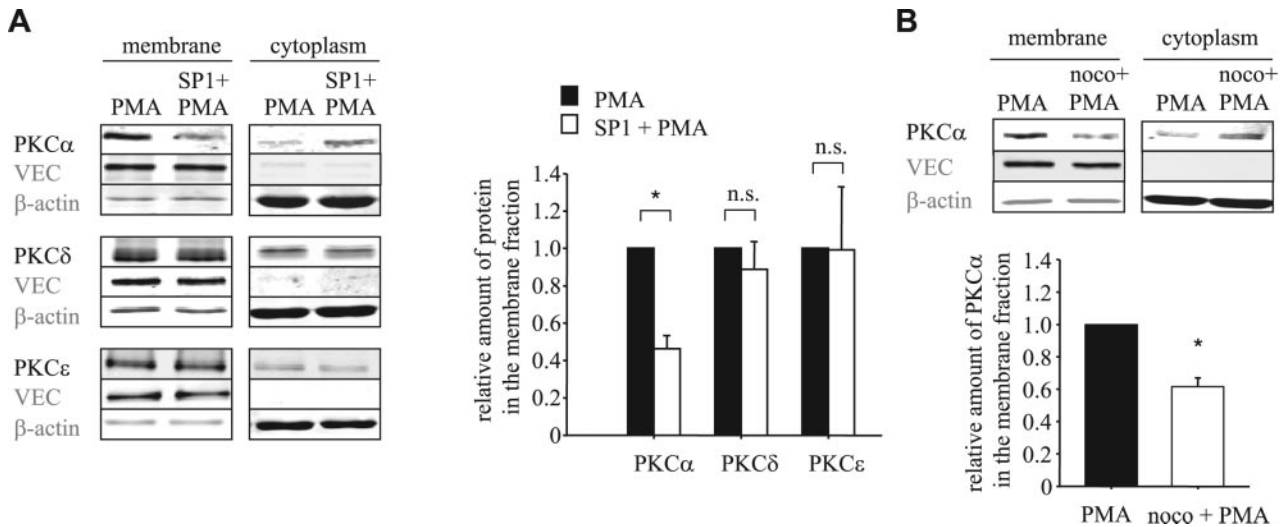 A
membrane cytoplasm
PMA SP1+ PMA PMA SP1+ PMA
PKCα
VEC
β-actin
PKCδ
VEC
β-actin
PKCε
VEC
β-actin
PMA
SP1 + PMA
relative amount of protein
in the membrane fraction
1.4
1.2
1.0
0.8
0.6
0.4
0.2
0
*
n.s.
n.s.
PKCα PKCδ PKCε
B
membrane cytoplasm
PMA noco+ PMA PMA noco+ PMA
PKCα
VEC
β-actin
relative amount of PKCα
in the membrane fraction
1.4
1.2
1.0
0.8
0.6
0.4
0.2
0
*
PMA noco + PMA